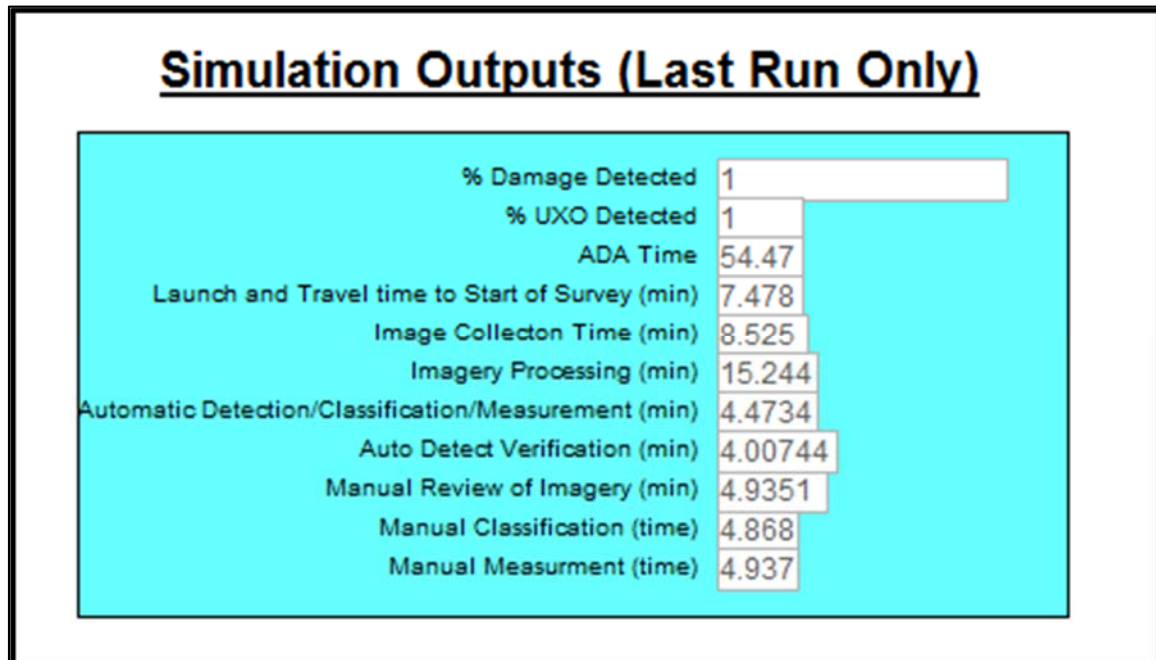 Simulation Outputs (Last Run Only)
% Damage Detected 1
% UXO Detected 1
ADA Time 54.47
Launch and Travel time to Start of Survey (min) 7.478
Image Collecton Time (min) 8.525
Imagery Processing (min) 15.244
Automatic Detection/Classification/Measurement (min) 4.4734
Auto Detect Verification (min) 4.00744
Manual Review of Imagery (min) 4.9351
Manual Classification (time) 4.868
Manual Measurment (time) 4.937